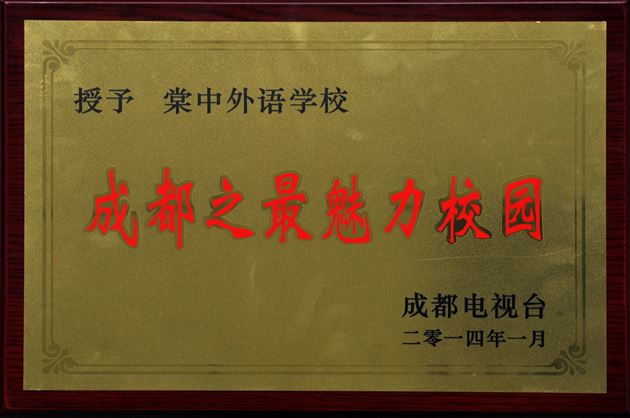 授予 棠中外语学校
成都之最魅力校园
成都电视台
二零一四年一月